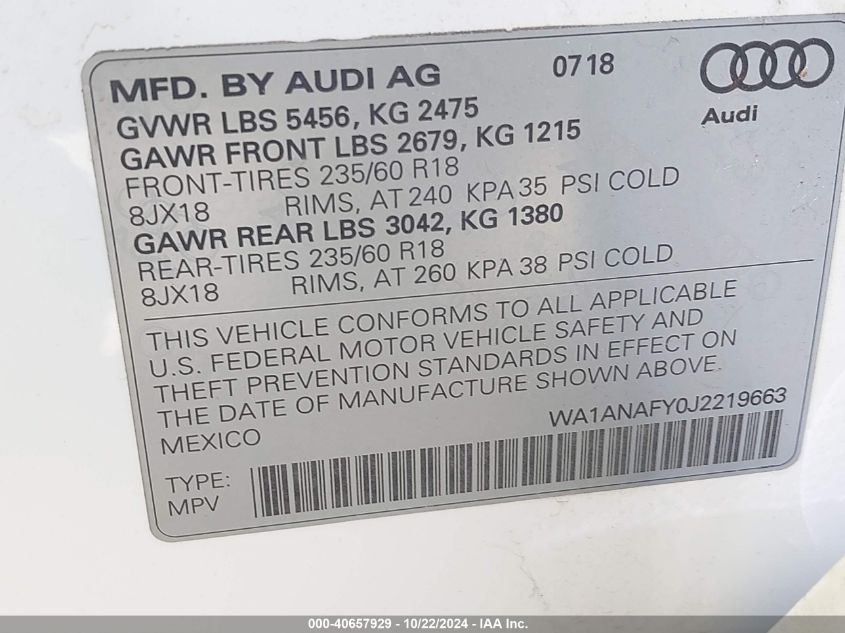 MFD. BY AUDI AG 0718
Audi
GVWR LBS 5456, KG 2475
GAWR FRONT LBS 2679, KG 1215
FRONT-TIRES 235/60 R18
8JX18 RIMS, AT 240 KPA 35 PSI COLD
GAWR REAR LBS 3042, KG 1380
REAR-TIRES 235/60 R18
8JX18 RIMS, AT 260 KPA 38 PSI COLD
THIS VEHICLE CONFORMS TO ALL APPLICABLE
U.S. FEDERAL MOTOR VEHICLE SAFETY AND
THEFT PREVENTION STANDARDS IN EFFECT ON
THE DATE OF MANUFACTURE SHOWN ABOVE.
MEXICO WA1ANAFY0J2219663
TYPE:
MPV
000-40657929 - 10/22/2024 - IAA Inc.